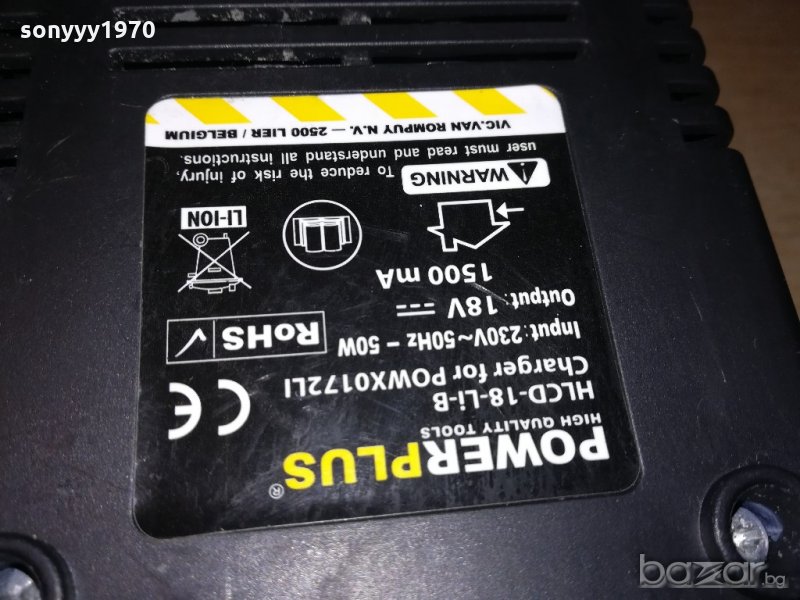 sonyyy1970
POWERPLUS®
HIGH QUALITY TOOLS
HLCD-18-Li-B
Charger for POWX0172LI
Input: 230V~50Hz – 50W
Output: 18V ⎓
1500 mA
RoHS ✓
CE
LI-ION
WARNING
To reduce the risk of injury,
user must read and understand all instructions.
VIC.VAN ROMPUY N.V. — 2500 LIER / BELGIUM
bazar.bg